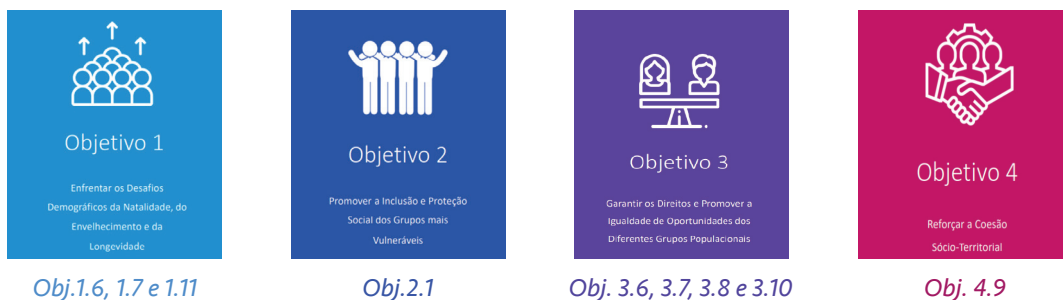 Objetivo 1
Enfrentar os Desafios
Demográficos da Natalidade, do
Envelhecimento e da
Longevidade
Obj.1.6, 1.7 e 1.11
Objetivo 2
Promover a Inclusão e Proteção
Social dos Grupos mais
Vulneráveis
Obj.2.1
Objetivo 3
Garantir os Direitos e Promover a
Igualdade de Oportunidades dos
Diferentes Grupos Populacionais
Obj. 3.6, 3.7, 3.8 e 3.10
Objetivo 4
Reforçar a Coesão
Sócio-Territorial
Obj. 4.9